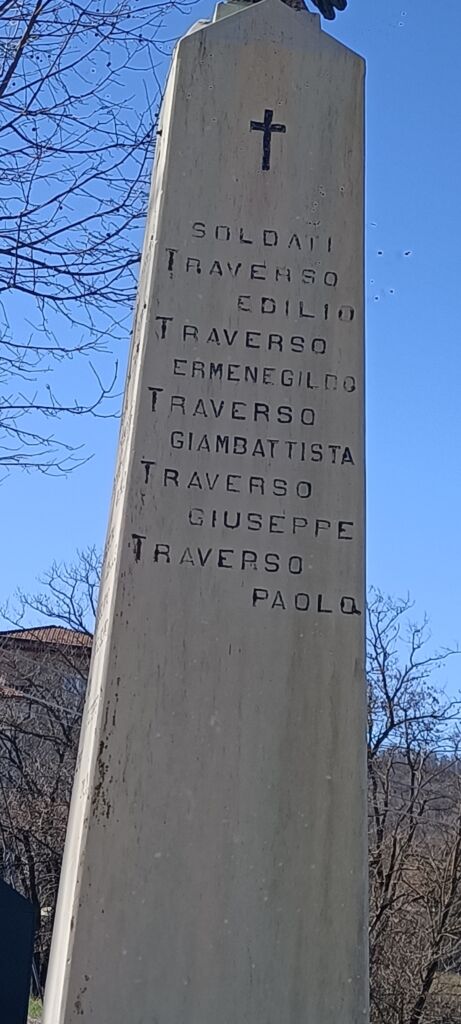 SOLDATI
TRAVERSO
EDILIO
TRAVERSO
ERMENEGILDO
TRAVERSO
GIAMBATTISTA
TRAVERSO
GIUSEPPE
TRAVERSO
PAOLO